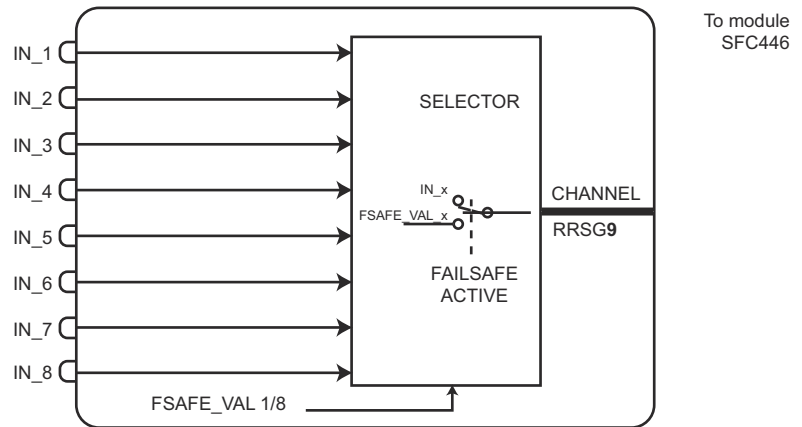 To module
SFC446
IN_1
IN_2
IN_3
IN_4
IN_5
IN_6
IN_7
IN_8
SELECTOR
IN_x
FSAFE_VAL_x
FAILSAFE
ACTIVE
CHANNEL
RRSG9
FSAFE_VAL 1/8